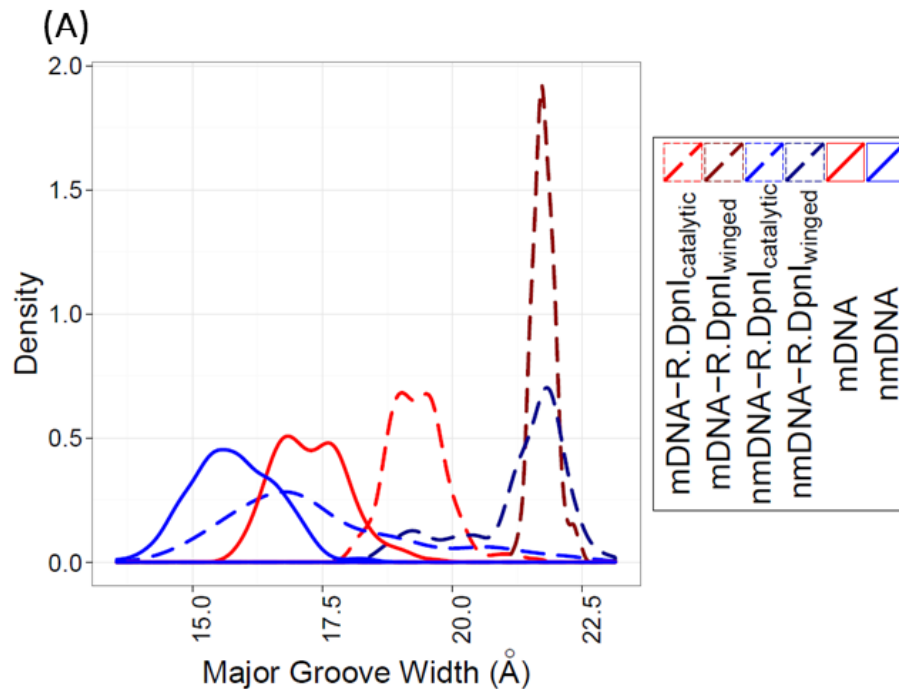 (A)
2.0
1.5
1.0
0.5
0.0
Density
15.0
17.5
20.0
22.5
Major Groove Width (Å)
mDNA−R.DpnIcatalytic
mDNA−R.DpnIwinged
nmDNA−R.DpnIcatalytic
nmDNA−R.DpnIwinged
mDNA
nmDNA